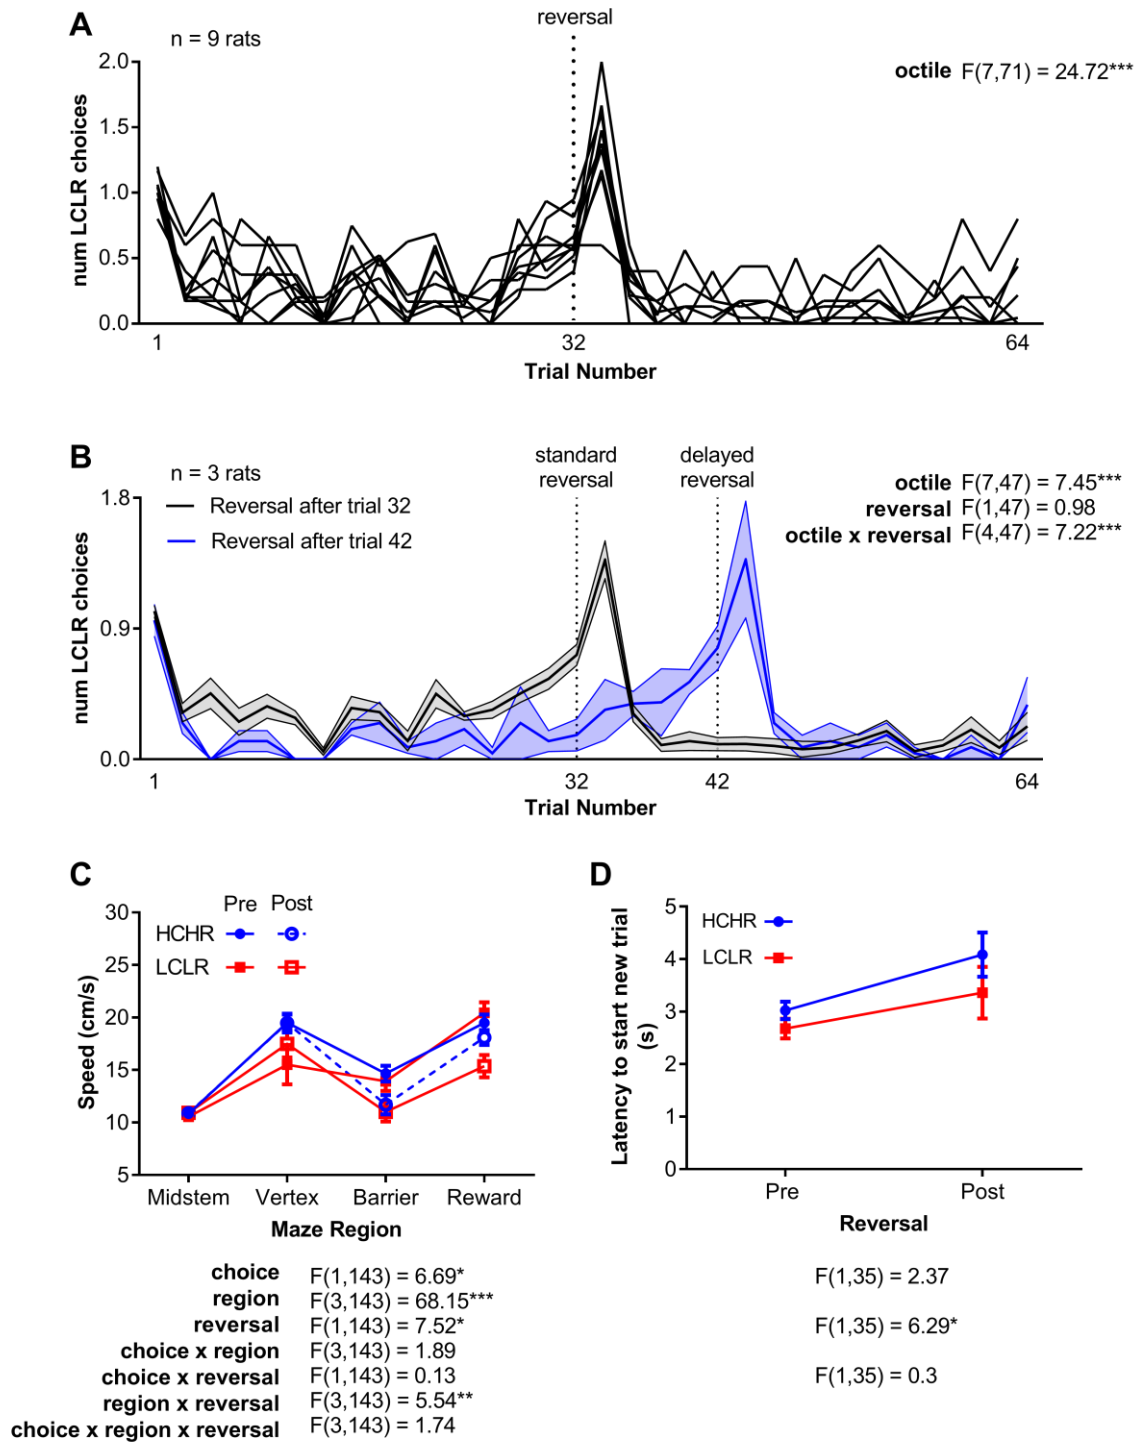 A
n = 9 rats
reversal
octile F(7,71) = 24.72***
num LCLR choices
2.0
1.5
1.0
0.5
0.0
1
32
64
Trial Number
B
n = 3 rats
Reversal after trial 32
Reversal after trial 42
standard
reversal
delayed
reversal
octile F(7,47) = 7.45***
reversal F(1,47) = 0.98
octile x reversal F(4,47) = 7.22***
num LCLR choices
1.8
0.9
0.0
1
32
42
64
Trial Number
C
Pre Post
HCHR
LCLR
Speed (cm/s)
30
25
20
15
10
5
Midstem Vertex Barrier Reward
Maze Region
choice F(1,143) = 6.69*
region F(3,143) = 68.15***
reversal F(1,143) = 7.52*
choice x region F(3,143) = 1.89
choice x reversal F(1,143) = 0.13
region x reversal F(3,143) = 5.54**
choice x region x reversal F(3,143) = 1.74
D
HCHR
LCLR
Latency to start new trial
(s)
5
4
3
2
1
0
Pre Post
Reversal
F(1,35) = 2.37
F(1,35) = 6.29*
F(1,35) = 0.3